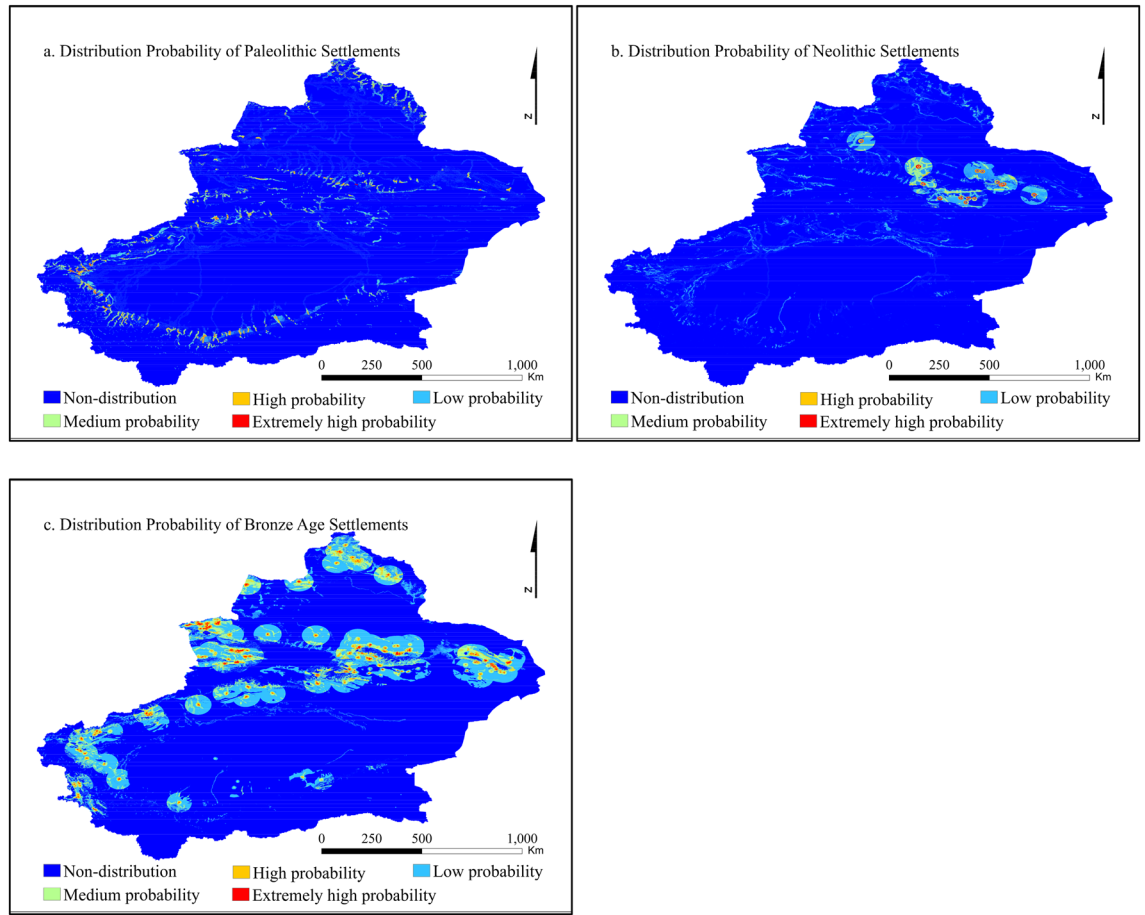 a. Distribution Probability of Paleolithic Settlements
N
0 250 500 1,000
Km
Non-distribution High probability Low probability
Medium probability Extremely high probability
b. Distribution Probability of Neolithic Settlements
N
0 250 500 1,000
Km
Non-distribution High probability Low probability
Medium probability Extremely high probability
c. Distribution Probability of Bronze Age Settlements
N
0 250 500 1,000
Km
Non-distribution High probability Low probability
Medium probability Extremely high probability